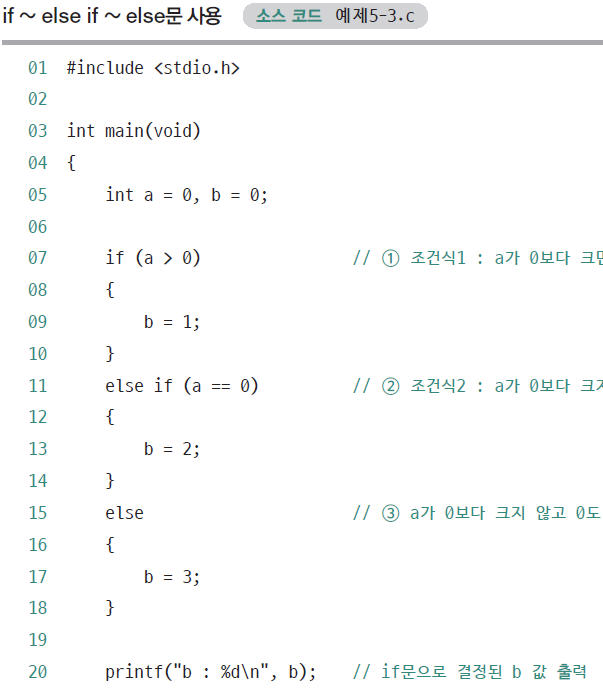 if ~ else if ~ else문 사용 소스 코드 예제5-3.c
01 #include <stdio.h>
02
03 int main(void)
04 {
05     int a = 0, b = 0;
06
07     if (a > 0)                // ① 조건식1 : a가 0보다
08     {
09         b = 1;
10     }
11     else if (a == 0)          // ② 조건식2 : a가 0보다
12     {
13         b = 2;
14     }
15     else                      // ③ a가 0보다 크지 않고 0도
16     {
17         b = 3;
18     }
19
20     printf("b : %d\n", b);    // if문으로 결정된 b 값 출력